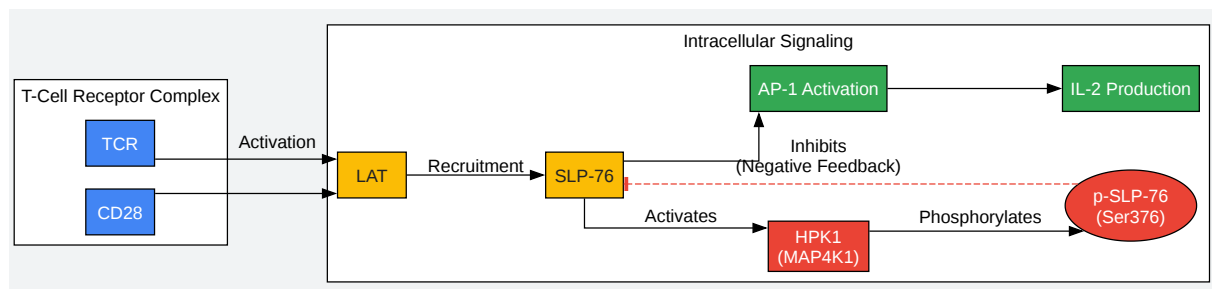 Intracellular Signaling
T-Cell Receptor Complex
TCR
CD28
Activation
LAT
Recruitment
SLP-76
AP-1 Activation
IL-2 Production
Inhibits
(Negative Feedback)
Activates
HPK1
(MAP4K1)
Phosphorylates
p-SLP-76
(Ser376)